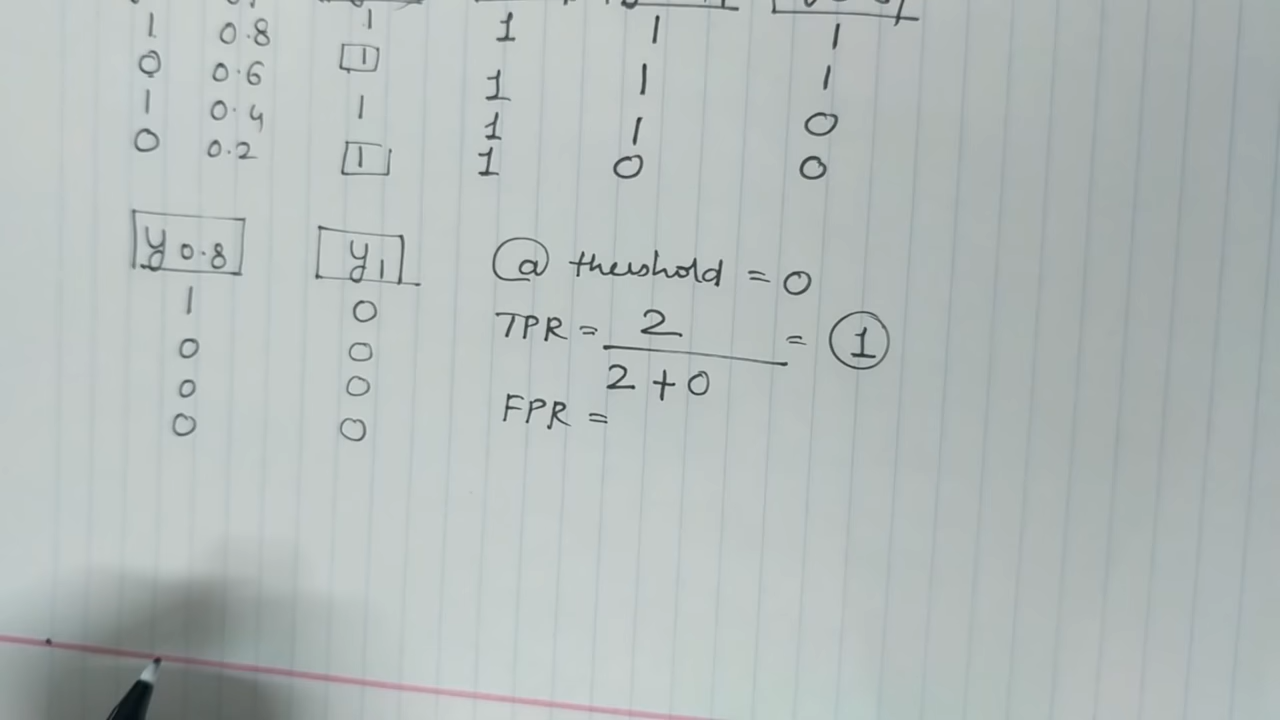 1 0.8 1 1 1 1
0 0.6 1 1 1 1
1 0.4 1 1 1 0
0 0.2 1 1 0 0
y0.8 y1
1 0
0 0
0 0
0 0
@ threshold = 0
TPR = 2 / 2 + 0 = 1
FPR =